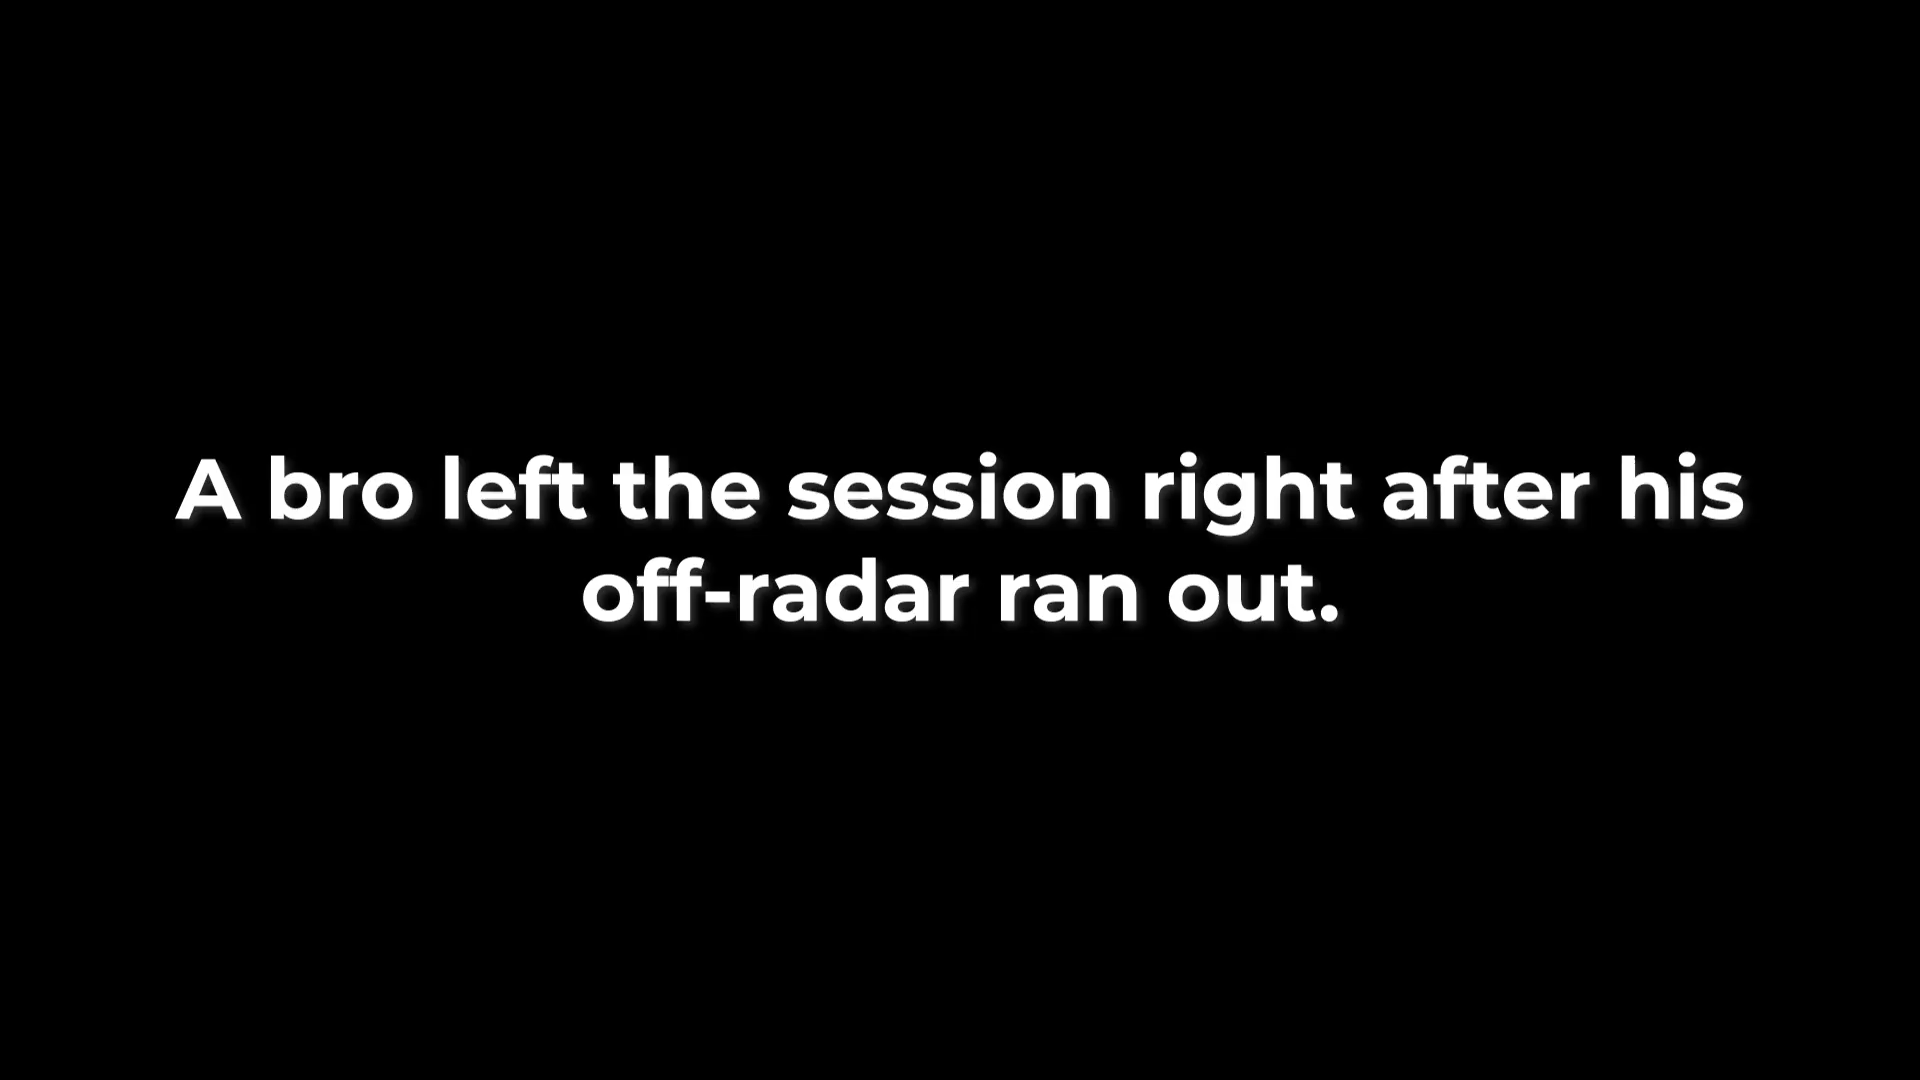 A bro left the session right after his
off-radar ran out.